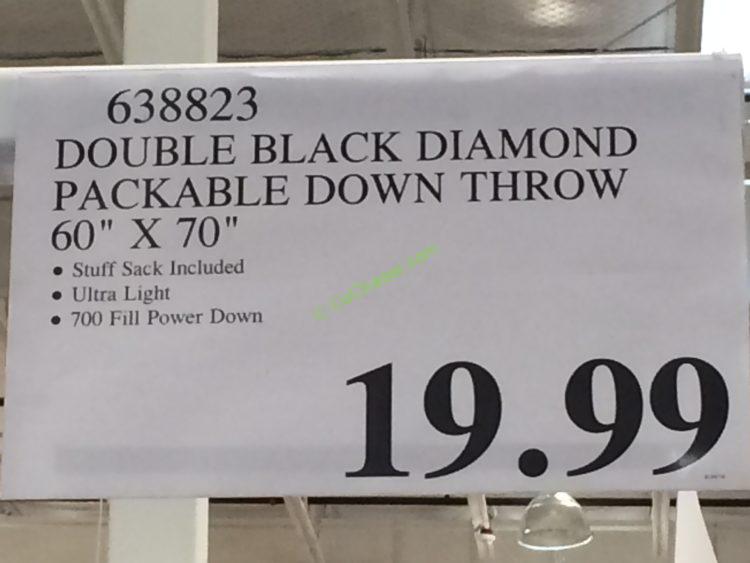 638823
DOUBLE BLACK DIAMOND
PACKABLE DOWN THROW
60" X 70"
• Stuff Sack Included
• Ultra Light
• 700 Fill Power Down
19.99